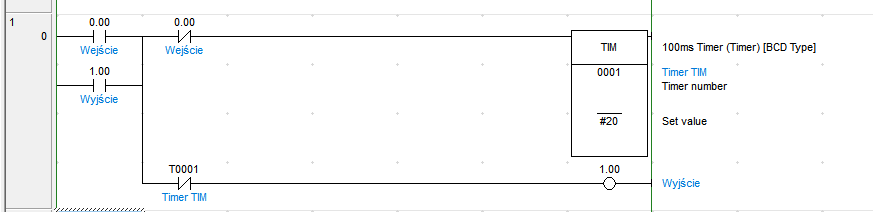 1
0
0.00 0.00
Wejście Wejście
TIM 100ms Timer (Timer) [BCD Type]
1.00 0001 Timer TIM
Wyjście Timer number
#20 Set value
T0001 1.00
Timer TIM Wyjście